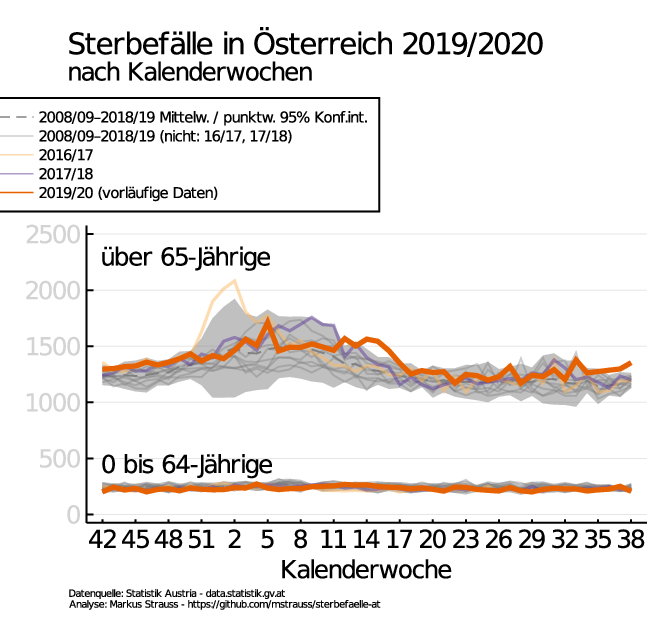 Sterbefälle in Österreich 2019/2020
nach Kalenderwochen
2008/09–2018/19 Mittelw. / punktw. 95% Konf.int.
2008/09–2018/19 (nicht: 16/17, 17/18)
2016/17
2017/18
2019/20 (vorläufige Daten)
2500
über 65-Jährige
2000
1500
1000
500
0 bis 64-Jährige
0
42 45 48 51 2 5 8 11 14 17 20 23 26 29 32 35 38
Kalenderwoche
Datenquelle: Statistik Austria - data.statistik.gv.at
Analyse: Markus Strauss - https://github.com/mstrauss/sterbefaelle-at